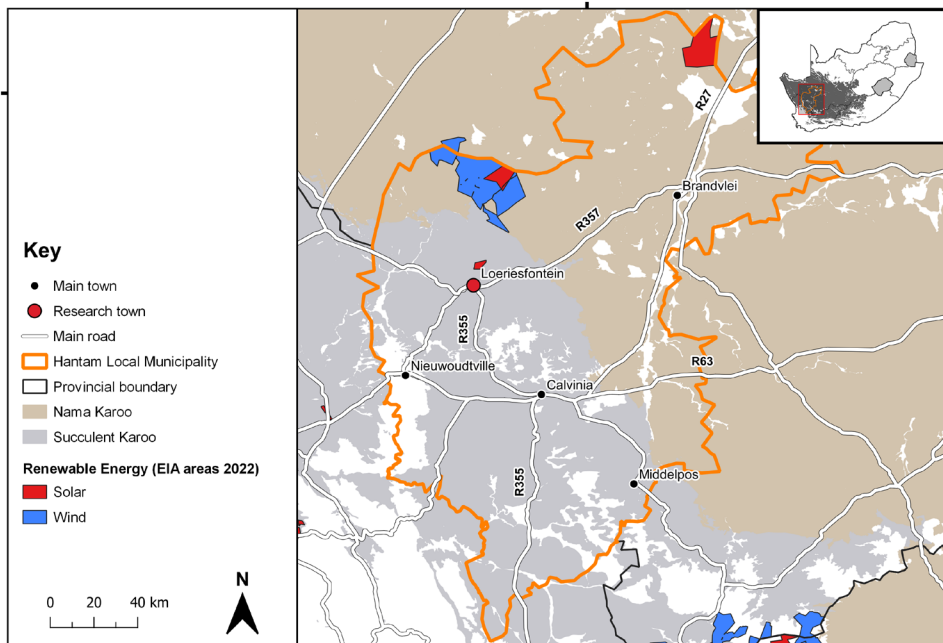 Key
Main town
Research town
Main road
Hantam Local Municipality
Provincial boundary
Nama Karoo
Succulent Karoo
Renewable Energy (EIA areas 2022)
Solar
Wind
0 20 40 km
N
R27
Brandvlei
R357
Loeriesfontein
R355
R63
Nieuwoudtville
Calvinia
Middelpos
R355